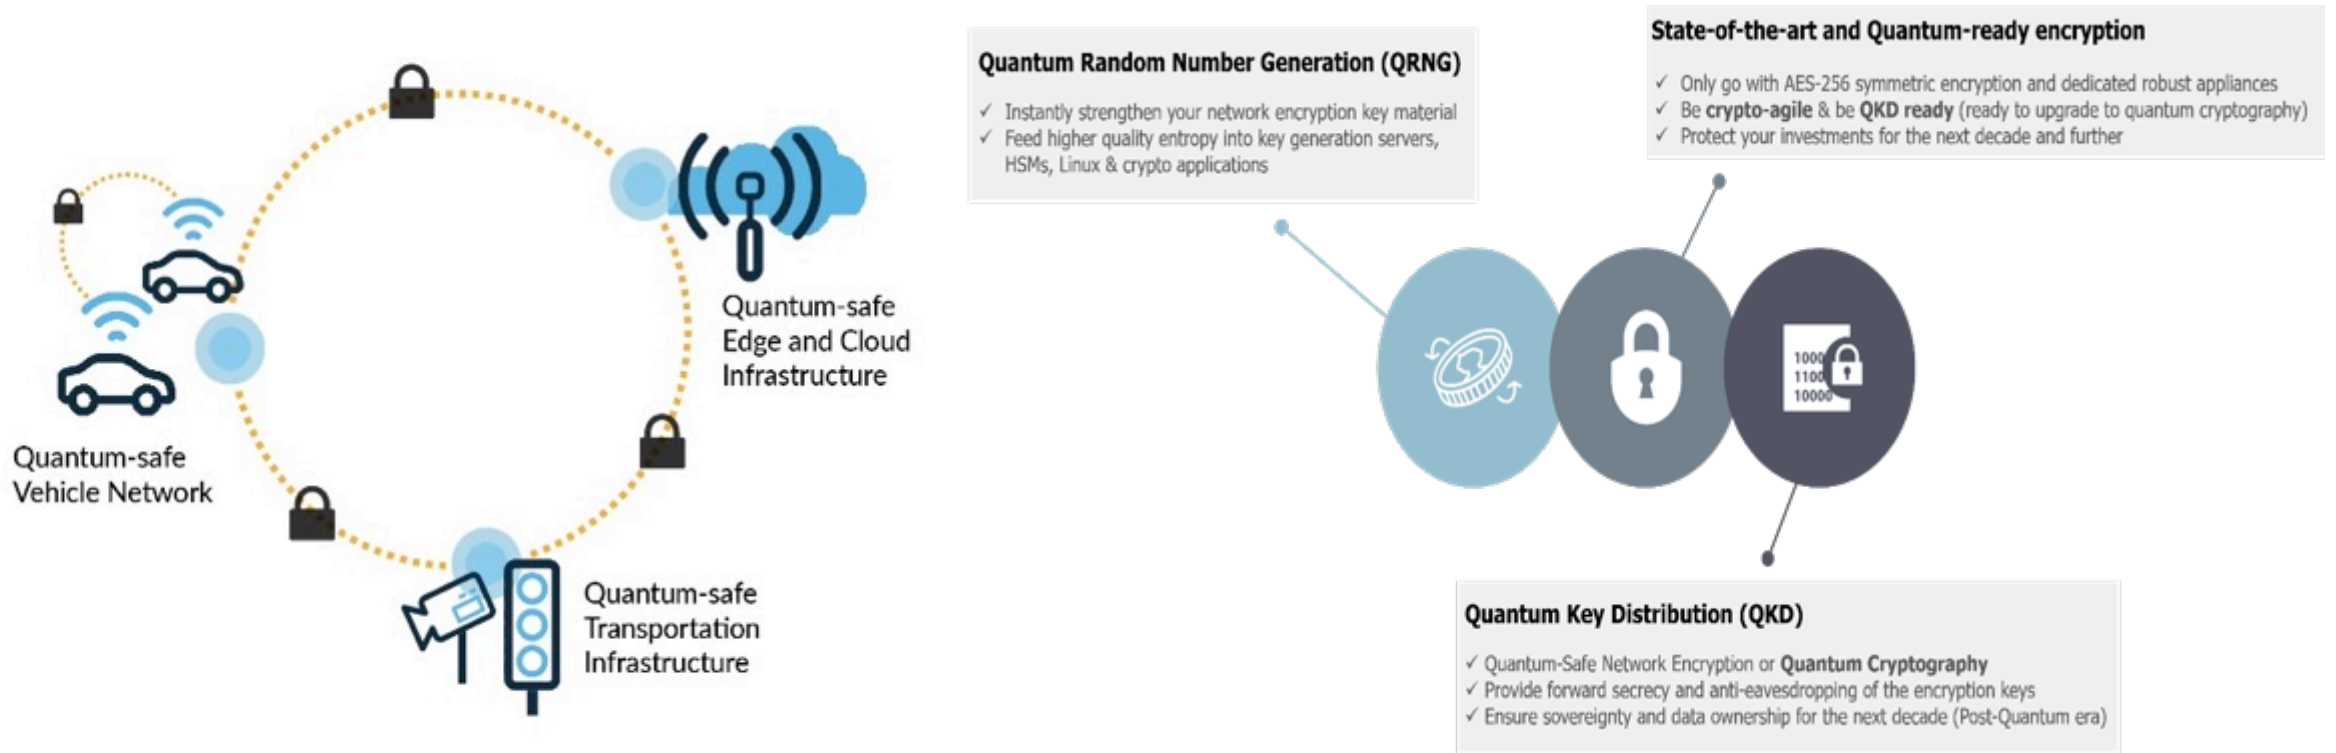 Quantum-safe
Edge and Cloud
Infrastructure
Quantum-safe
Vehicle Network
Quantum-safe
Transportation
Infrastructure
Quantum Random Number Generation (QRNG)
✓ Instantly strengthen your network encryption key material
✓ Feed higher quality entropy into key generation servers,
HSMs, Linux & crypto applications
State-of-the-art and Quantum-ready encryption
✓ Only go with AES-256 symmetric encryption and dedicated robust appliances
✓ Be crypto-agile & be QKD ready (ready to upgrade to quantum cryptography)
✓ Protect your investments for the next decade and further
1000
1100
10000
Quantum Key Distribution (QKD)
✓ Quantum-Safe Network Encryption or Quantum Cryptography
✓ Provide forward secrecy and anti-eavesdropping of the encryption keys
✓ Ensure sovereignty and data ownership for the next decade (Post-Quantum era)